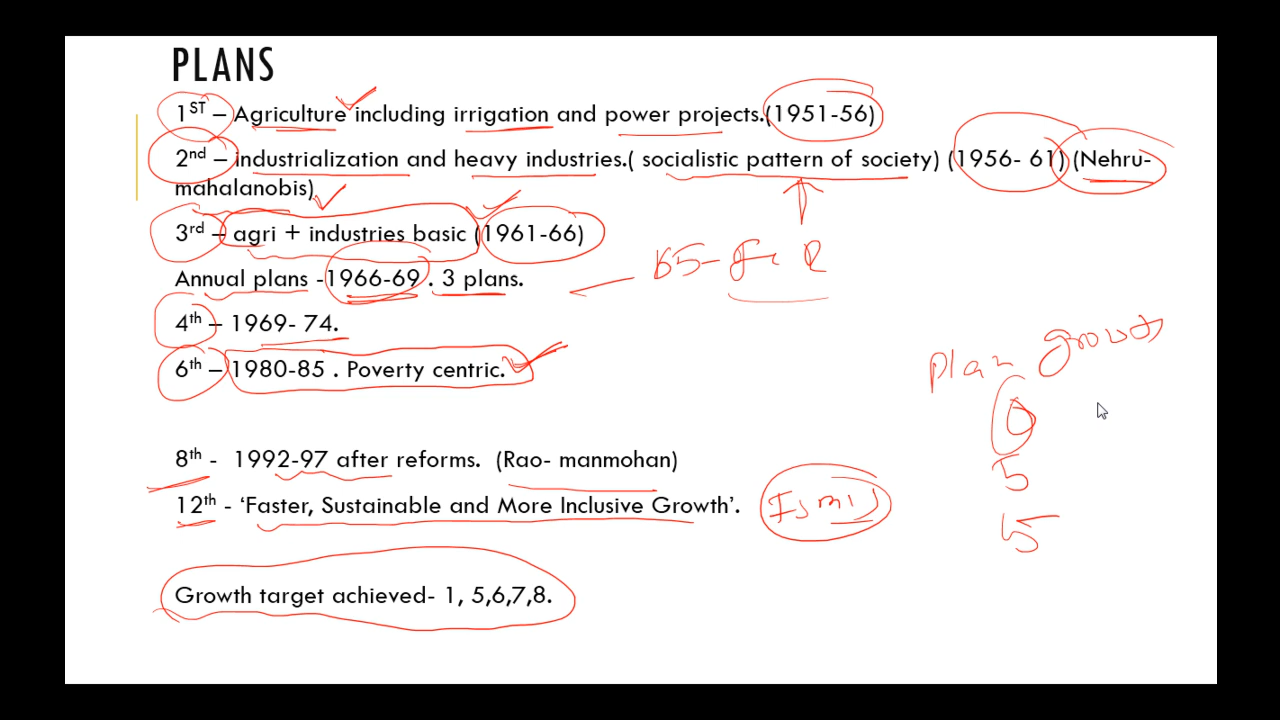 PLANS
1ST – Agriculture including irrigation and power projects.(1951-56)
2nd – industrialization and heavy industries.( socialistic pattern of society) (1956- 61) (Nehru-
mahalanobis)
3rd – agri + industries basic (1961-66)
65-
Annual plans -1966-69 . 3 plans.
4th – 1969- 74.
Plan growth
6th – 1980-85 . Poverty centric.
8th - 1992-97 after reforms. (Rao- manmohan)
5
12th - ‘Faster, Sustainable and More Inclusive Growth’.
5
Growth target achieved- 1, 5,6,7,8.